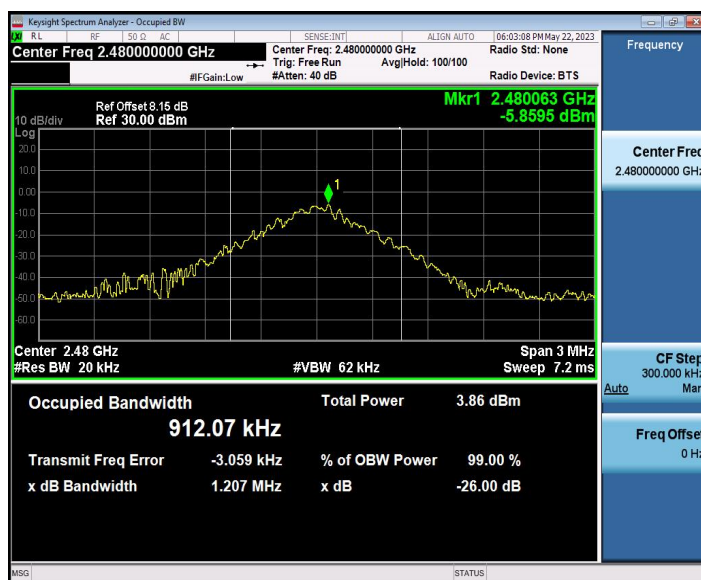 Keysight Spectrum Analyzer - Occupied BW
LXI RL RF 50 Ω AC SENSE:INT ALIGN AUTO 06:03:08 PM May 22, 2023
Center Freq 2.480000000 GHz
Center Freq: 2.480000000 GHz
Radio Std: None
Trig: Free Run Avg|Hold: 100/100
#IFGain:Low #Atten: 40 dB Radio Device: BTS
Frequency
Ref Offset 8.15 dB
Mkr1 2.480063 GHz
10 dB/div Ref 30.00 dBm -5.8595 dBm
Log
20.0
10.0
0.00
-10.0
-20.0
-30.0
-40.0
-50.0
-60.0
1
Center 2.48 GHz Span 3 MHz
#Res BW 20 kHz #VBW 62 kHz Sweep 7.2 ms
Occupied Bandwidth Total Power 3.86 dBm
912.07 kHz
Transmit Freq Error -3.059 kHz % of OBW Power 99.00 %
x dB Bandwidth 1.207 MHz x dB -26.00 dB
Center Freq
2.480000000 GHz
CF Step
300.000 kHz
Auto Man
Freq Offset
0 Hz
MSG STATUS